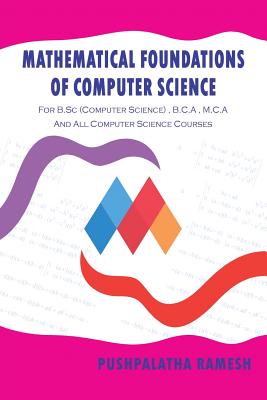 MATHEMATICAL FOUNDATIONS
OF COMPUTER SCIENCE
FOR B.SC (COMPUTER SCIENCE) , B.C.A , M.C.A
AND ALL COMPUTER SCIENCE COURSES
PUSHPALATHA RAMESH